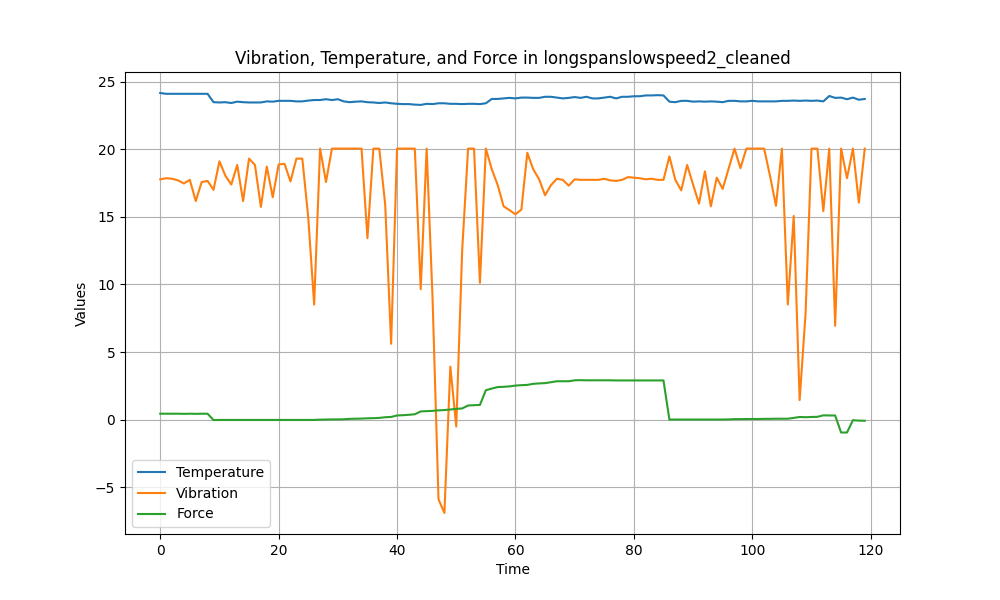 Vibration, Temperature, and Force in longspanslowspeed2_cleaned
25
20
15
10
5
0
−5
Values
Temperature
Vibration
Force
0 20 40 60 80 100 120
Time